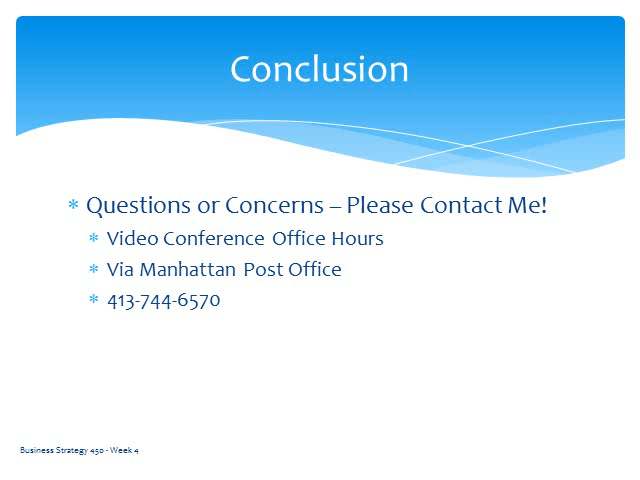 Conclusion
* Questions or Concerns – Please Contact Me!
* Video Conference Office Hours
* Via Manhattan Post Office
* 413-744-6570
Business Strategy 450 - Week 4